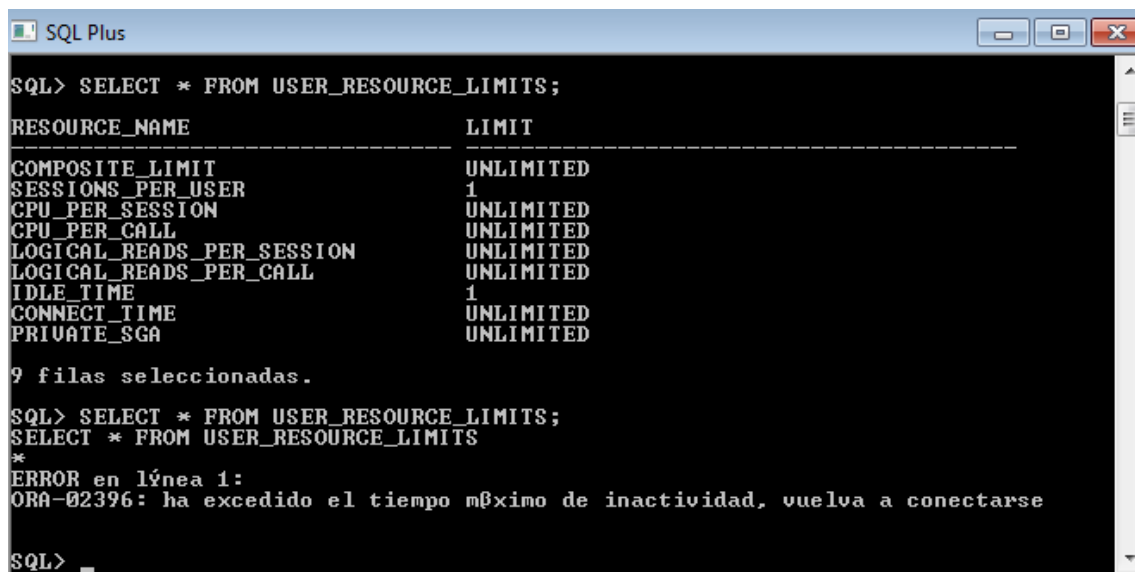 SQL Plus
SQL> SELECT * FROM USER_RESOURCE_LIMITS;
RESOURCE_NAME LIMIT
-------------------------------- ----------------------------------------
COMPOSITE_LIMIT UNLIMITED
SESSIONS_PER_USER 1
CPU_PER_SESSION UNLIMITED
CPU_PER_CALL UNLIMITED
LOGICAL_READS_PER_SESSION UNLIMITED
LOGICAL_READS_PER_CALL UNLIMITED
IDLE_TIME 1
CONNECT_TIME UNLIMITED
PRIVATE_SGA UNLIMITED
9 filas seleccionadas.
SQL> SELECT * FROM USER_RESOURCE_LIMITS;
SELECT * FROM USER_RESOURCE_LIMITS
*
ERROR en lýnea 1:
ORA-02396: ha excedido el tiempo mßximo de inactividad, vuelva a conectarse
SQL> _